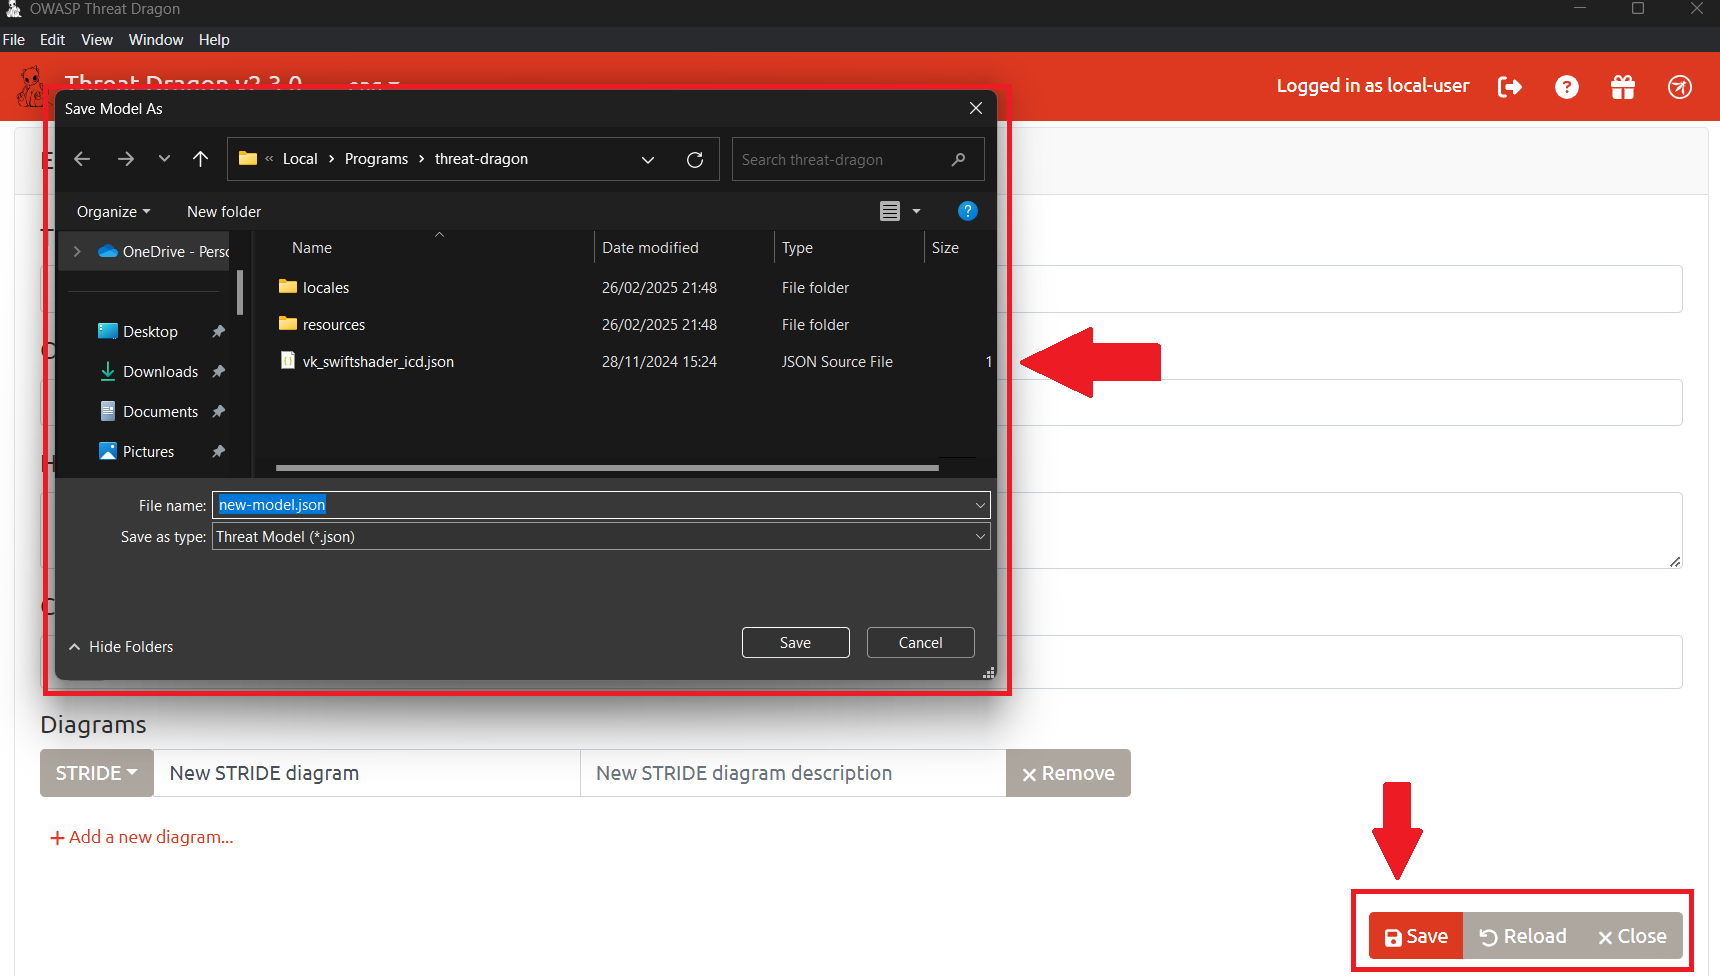 OWASP Threat Dragon
File Edit View Window Help
Threat Dragon v2.3.0
Logged in as local-user
Save Model As
« Local › Programs › threat-dragon
Search threat-dragon
Organize
New folder
Name
Date modified
Type
Size
OneDrive - Perso
Desktop
Downloads
Documents
Pictures
locales 26/02/2025 21:48 File folder
resources 26/02/2025 21:48 File folder
vk_swiftshader_icd.json 28/11/2024 15:24 JSON Source File 1
File name: new-model.json
Save as type: Threat Model (*.json)
Hide Folders
Save
Cancel
Diagrams
STRIDE
New STRIDE diagram
New STRIDE diagram description
× Remove
+ Add a new diagram...
Save
Reload
× Close